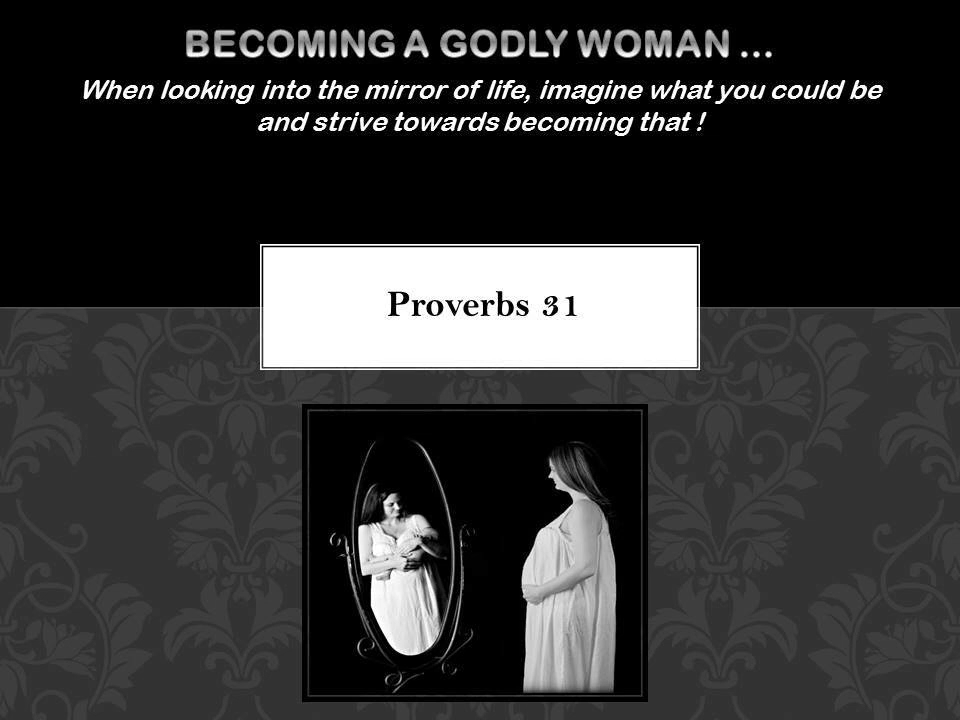 BECOMING A GODLY WOMAN ...
When looking into the mirror of life, imagine what you could be
and strive towards becoming that !
Proverbs 31